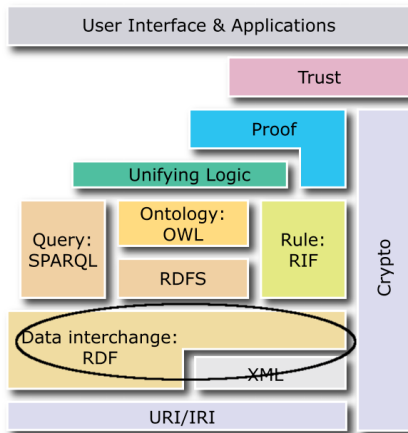 User Interface & Applications
Trust
Proof
Unifying Logic
Ontology:
OWL
Query:
SPARQL
Rule:
RIF
RDFS
Crypto
Data interchange:
RDF
XML
URI/IRI